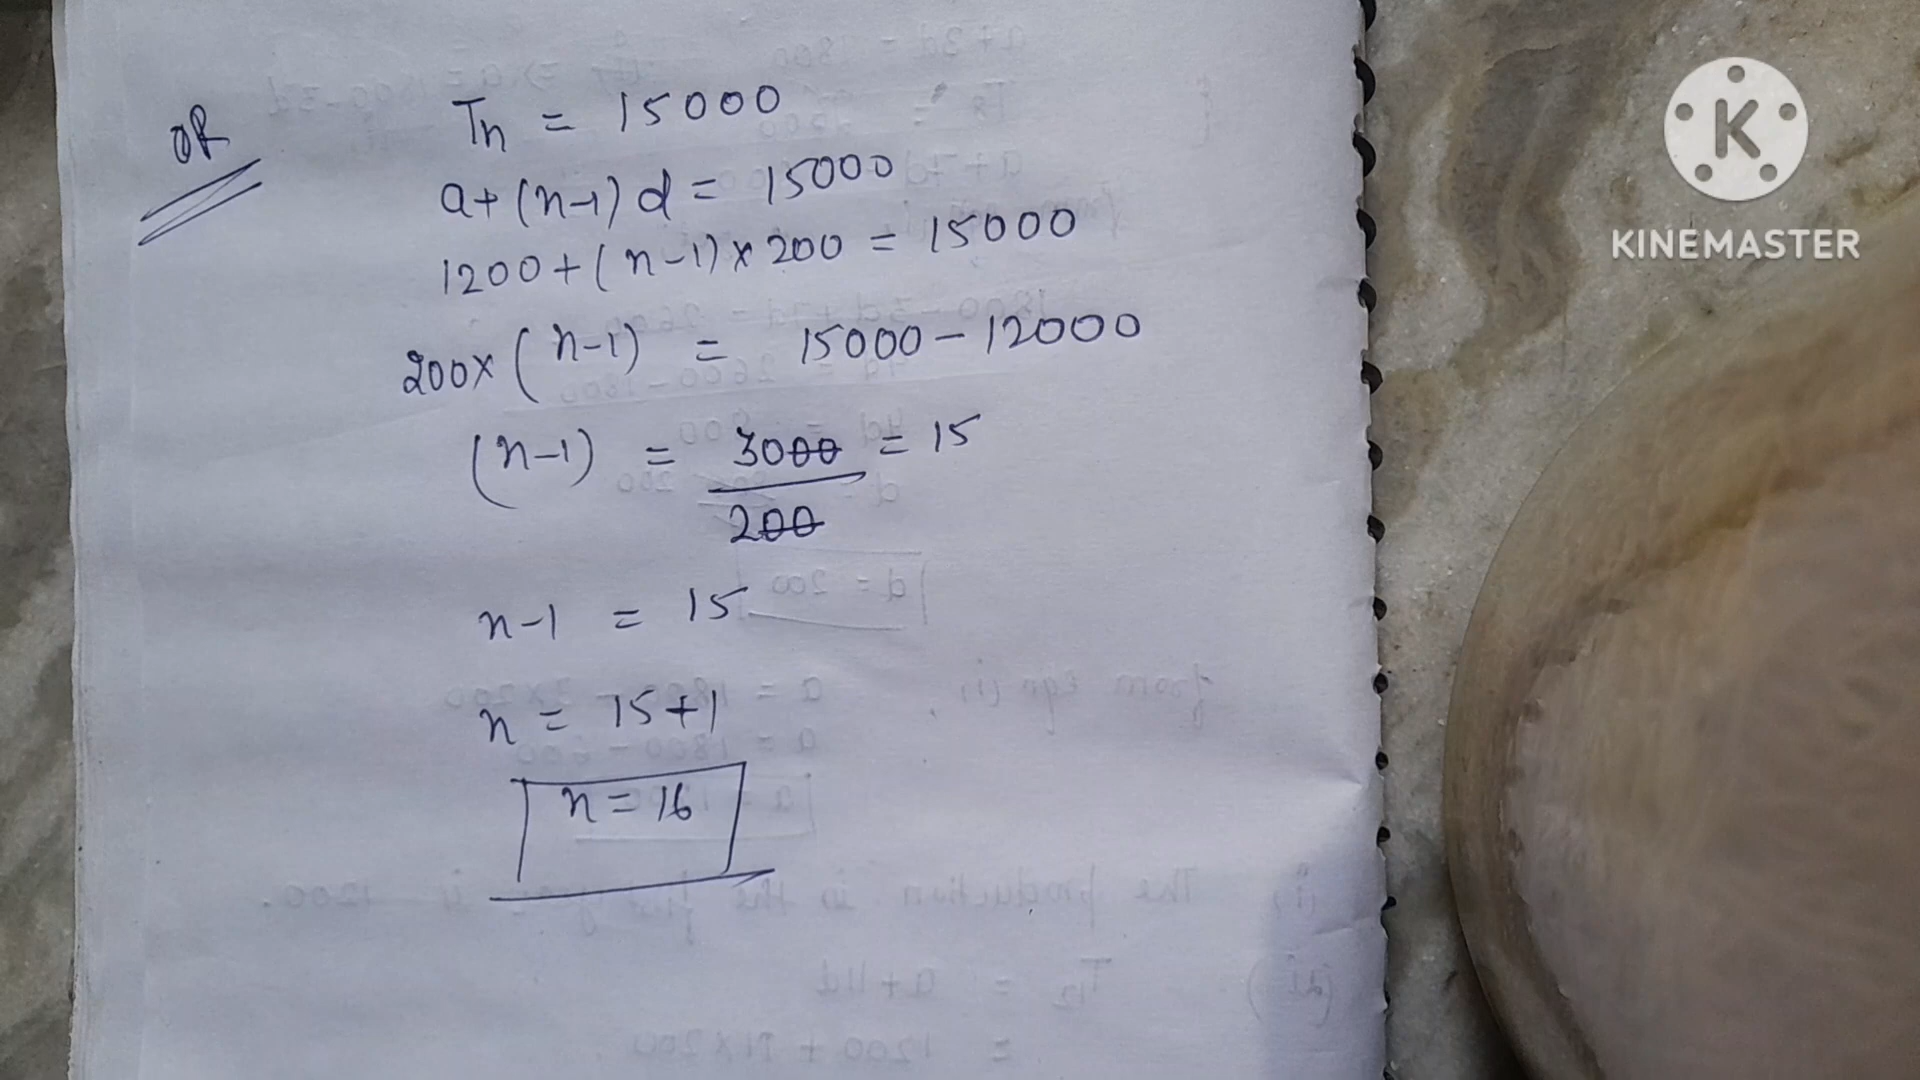 OR
Tn = 15000
a+(n-1)d = 15000
1200+(n-1)×200 = 15000
200×(n-1) = 15000-12000
(n-1) = 3000/200 = 15
n-1 = 15
n = 15+1
n=16
K
KINEMASTER